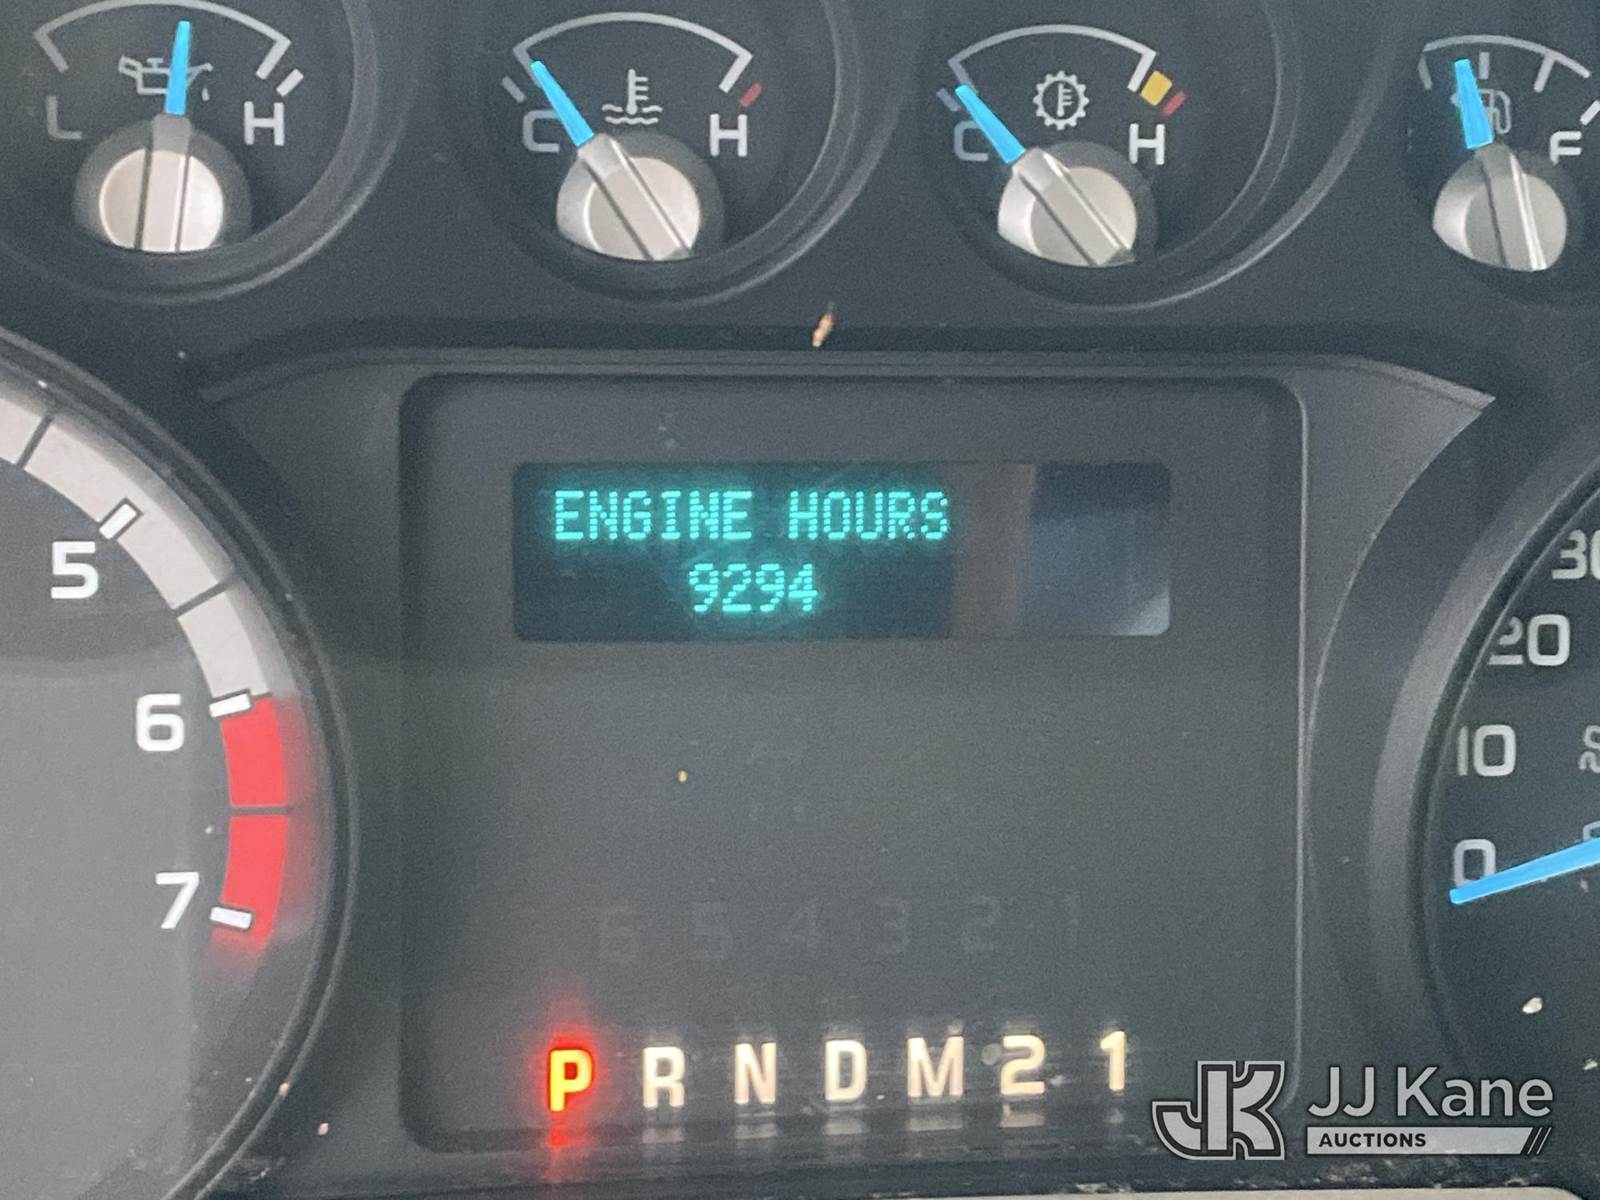 L H
C H
C H
F
ENGINE HOURS
9294
5
6
7
30
20
10
0
6 5 4 3 2 1
P R N D M 2 1
JJ Kane
AUCTIONS